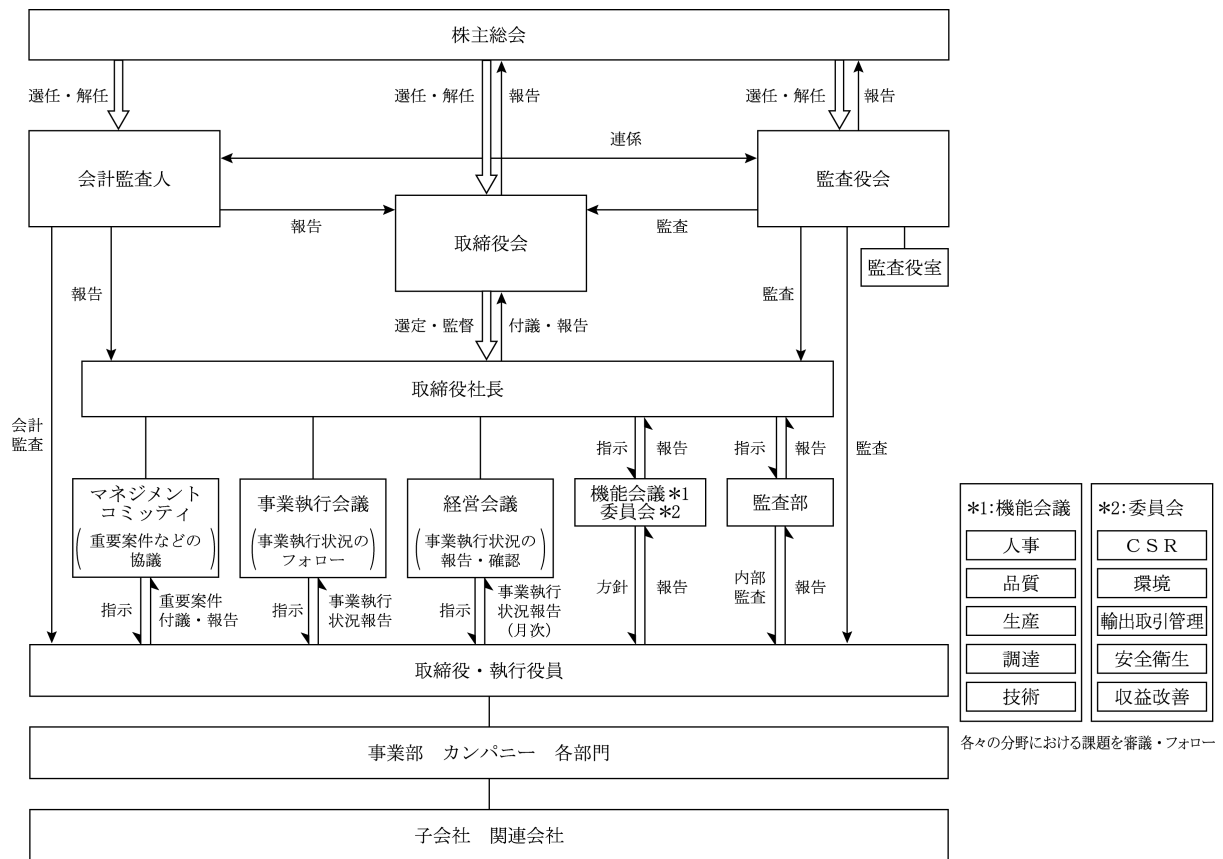 株主総会
選任・解任
選任・解任
報告
選任・解任
報告
連係
会計監査人
監査役会
報告
監査
取締役会
監査役室
報告
監査
選定・監督
付議・報告
取締役社長
会計
監査
指示
報告
指示
報告
監査
マネジメント
コミッティ
重要案件などの
協議
事業執行会議
事業執行状況の
フォロー
経営会議
事業執行状況の
報告・確認
機能会議*1
委員会*2
監査部
指示
重要案件
付議・報告
指示
事業執行
状況報告
指示
事業執行
状況報告
(月次)
方針
報告
内部
監査
報告
取締役・執行役員
事業部 カンパニー 各部門
子会社 関連会社
*1:機能会議
人事
品質
生産
調達
技術
*2:委員会
CSR
環境
輸出取引管理
安全衛生
収益改善
各々の分野における課題を審議・フォロー